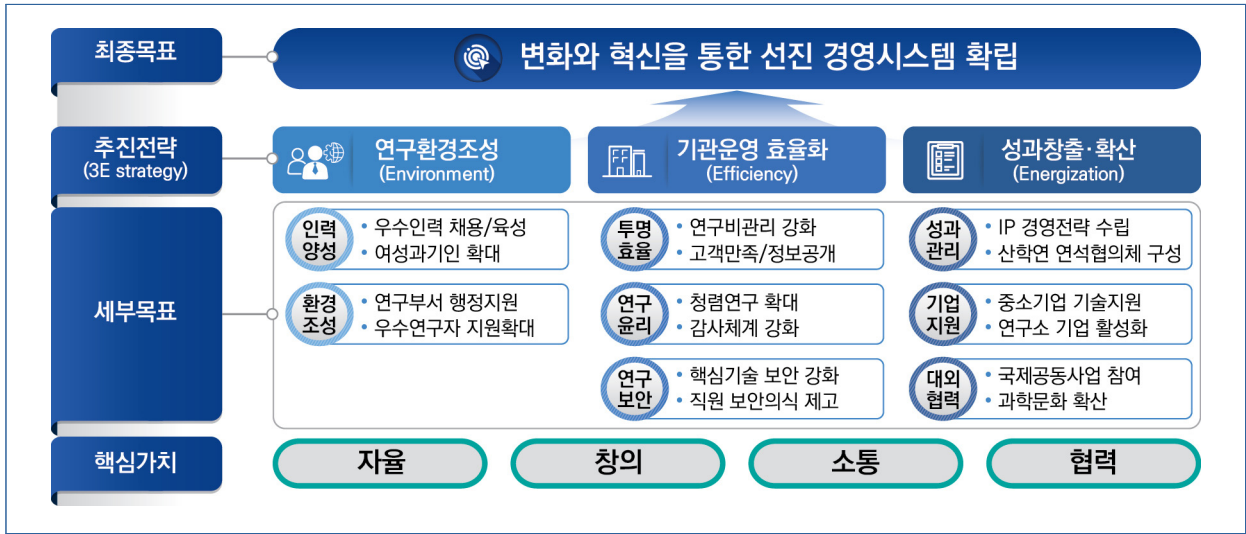 최종목표
변화와 혁신을 통한 선진 경영시스템 확립
추진전략
(3E strategy)
연구환경조성
(Environment)
기관운영 효율화
(Efficiency)
성과창출·확산
(Energization)
세부목표
인력
양성
• 우수인력 채용/육성
• 여성과기인 확대
환경
조성
• 연구부서 행정지원
• 우수연구자 지원확대
투명
효율
• 연구비관리 강화
• 고객만족/정보공개
연구
윤리
• 청렴연구 확대
• 감사체계 강화
연구
보안
• 핵심기술 보안 강화
• 직원 보안의식 제고
성과
관리
• IP 경영전략 수립
• 산학연 연석협의체 구성
기업
지원
• 중소기업 기술지원
• 연구소 기업 활성화
대외
협력
• 국제공동사업 참여
• 과학문화 확산
핵심가치
자율
창의
소통
협력